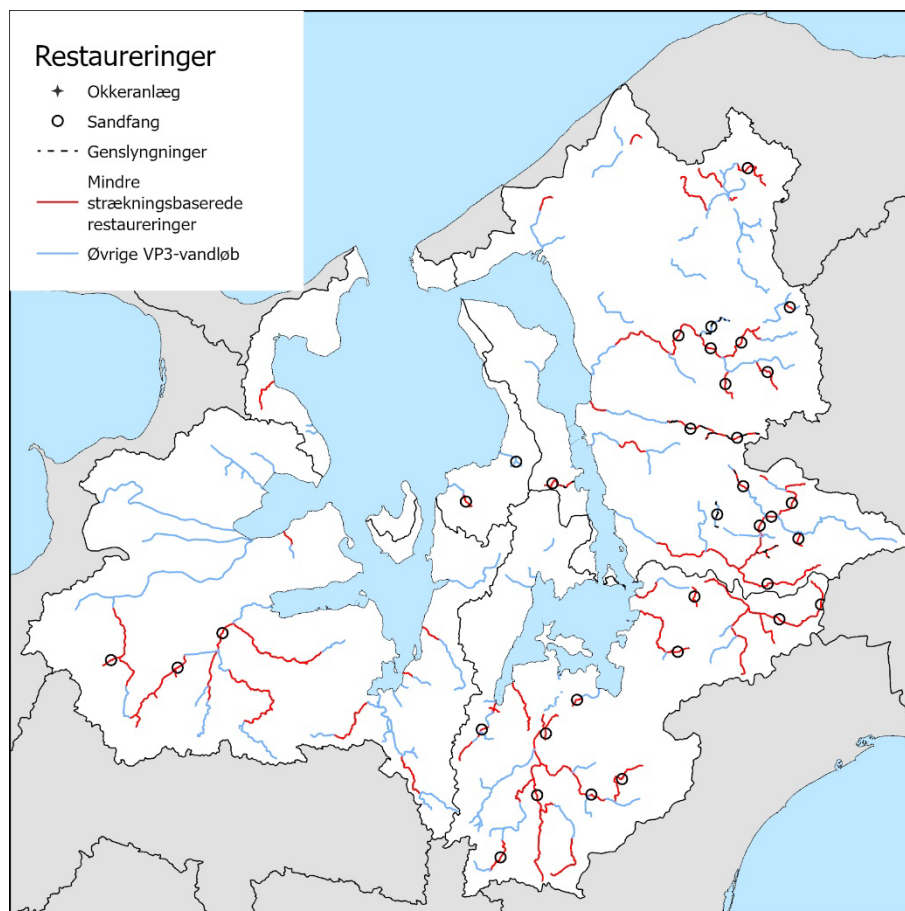 Restaureringer
Okkeranlæg
Sandfang
Genslyngninger
Mindre
strækningsbaserede
restaureringer
Øvrige VP3-vandløb